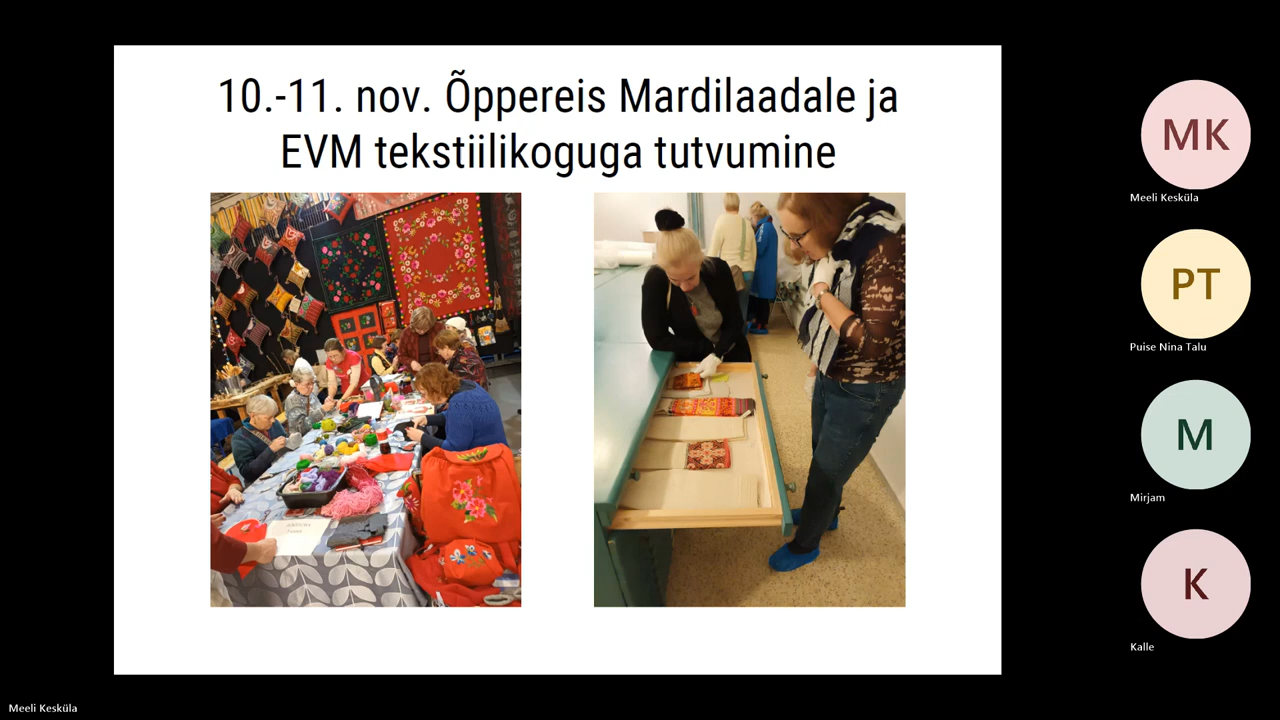 10.-11. nov. Õppereis Mardilaadale ja
EVM tekstiilikoguga tutvumine
MK
Meeli Kesküla
PT
Puise Nina Talu
M
Mirjam
K
Kalle
Meeli Kesküla